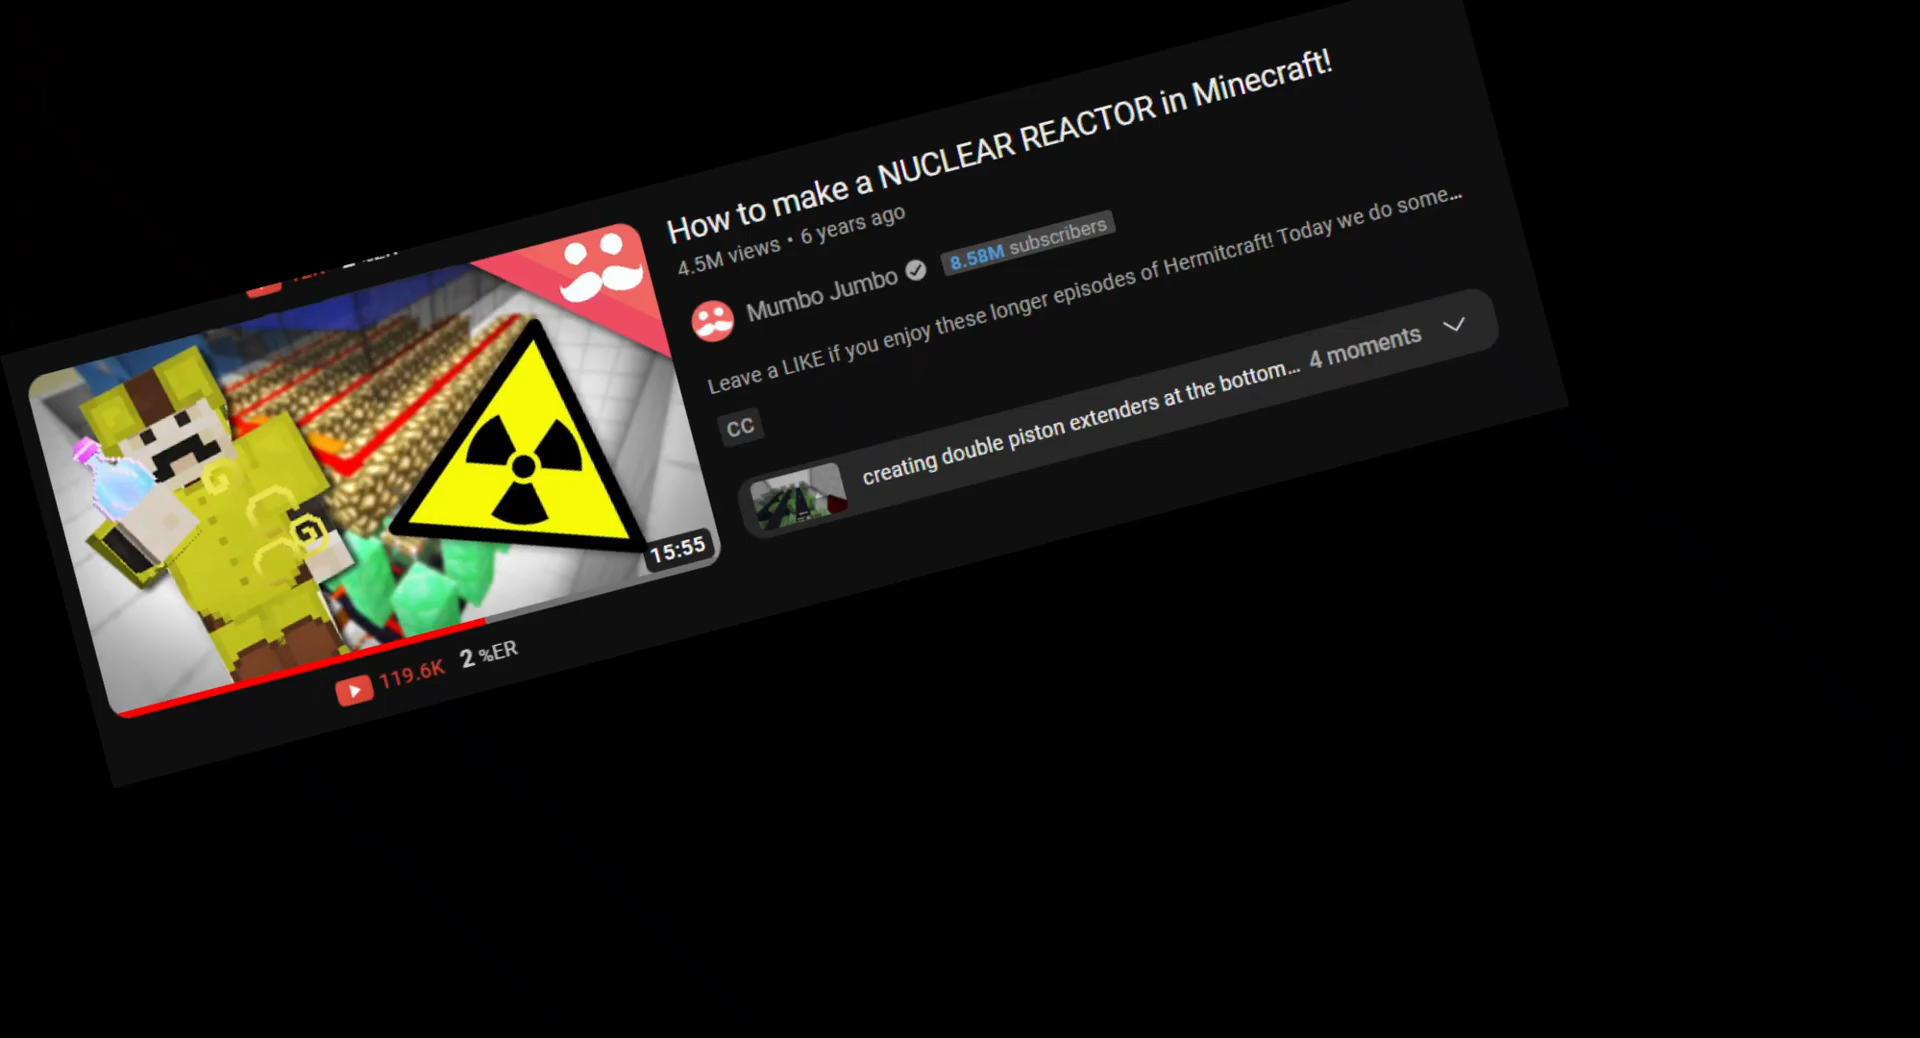 How to make a NUCLEAR REACTOR in Minecraft!
4.5M views • 6 years ago
Mumbo Jumbo 8.58M subscribers
Leave a LIKE if you enjoy these longer episodes of Hermitcraft! Today we do some...
CC
creating double piston extenders at the bottom... 4 moments
15:55
119.6K 2 %ER